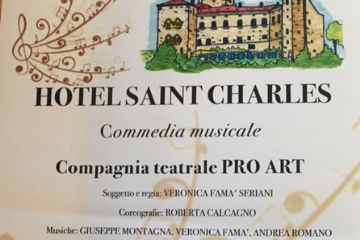 HOTEL SAINT CHARLES
Commedia musicale
Compagnia teatrale PRO ART
Soggetto e regia: VERONICA FAMA' SERIANI
Coreografie: ROBERTA CALCAGNO
Musiche: GIUSEPPE MONTAGNA, VERONICA FAMA', ANDREA ROMANO